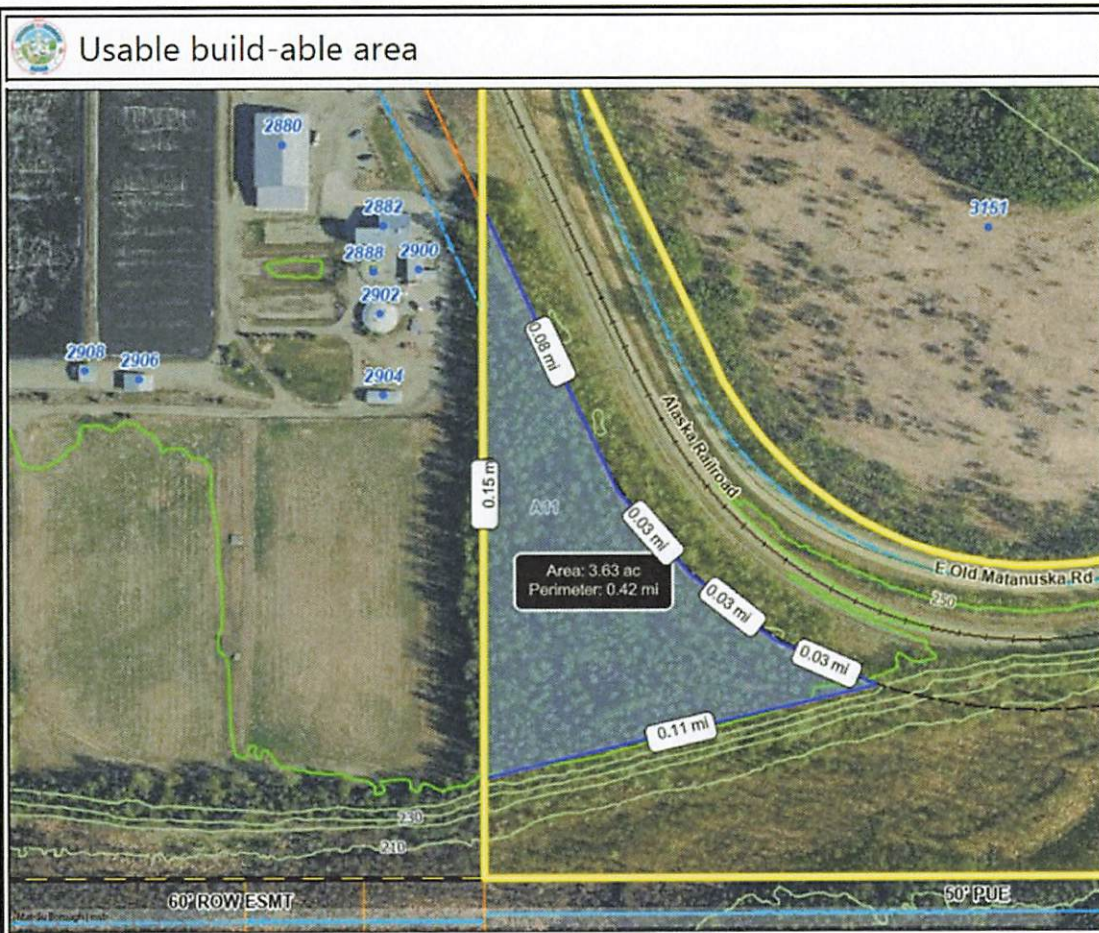 Usable build-able area
2880
2882
3151
2888
2900
2902
2908
2906
2904
0.08 mi
Alaska Railroad
0.15 m
A11
0.03 mi
Area: 3.63 ac
Perimeter: 0.42 mi
E Old Matanuska Rd
0.03 mi
250
0.03 mi
0.11 mi
230
210
60' ROW ESMT
50' PUE